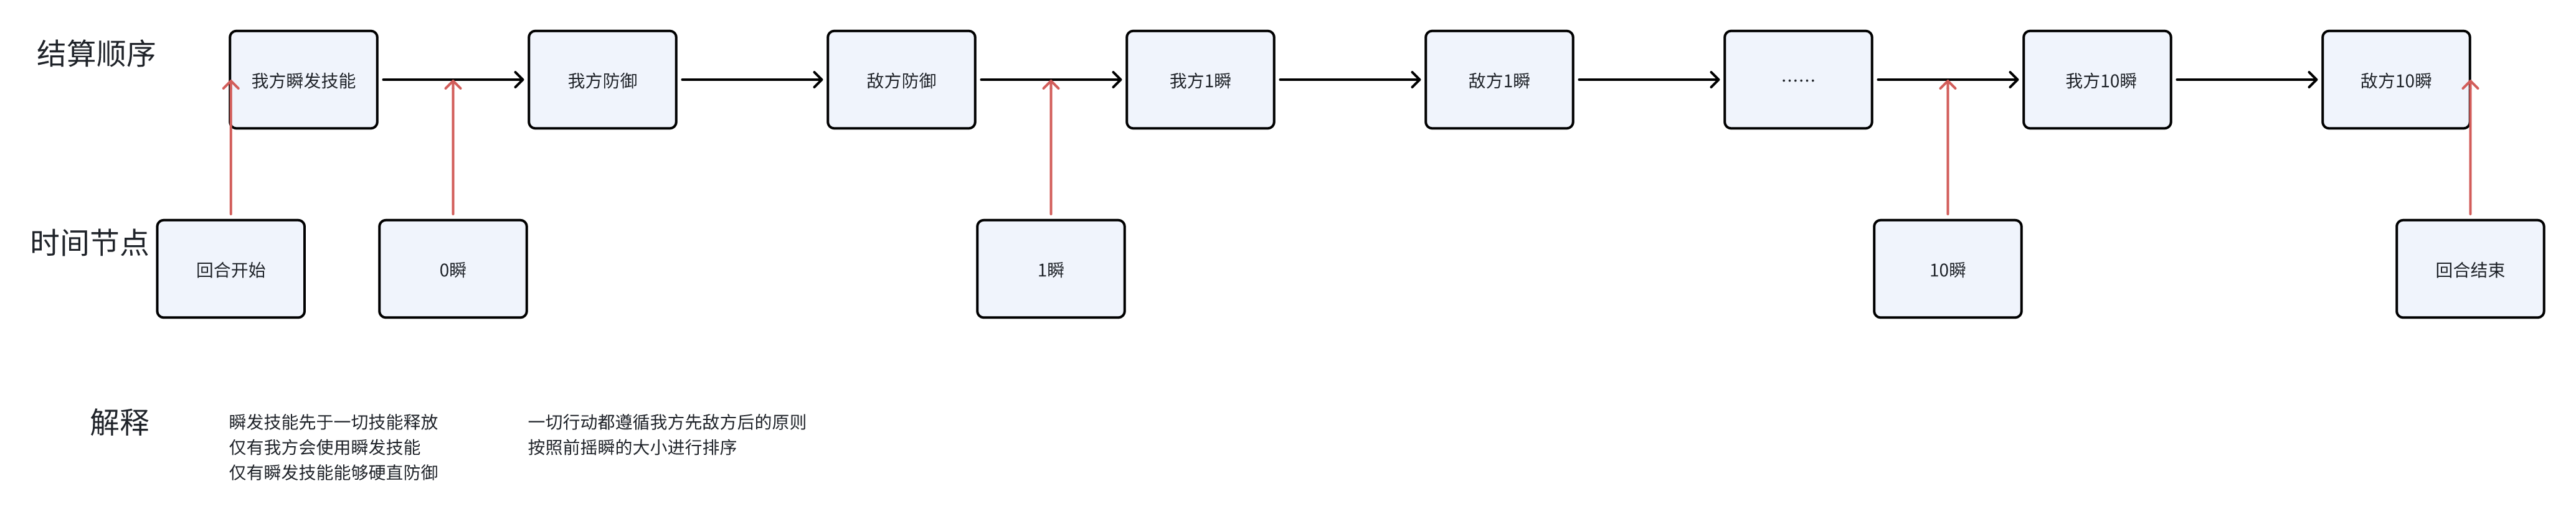 结算顺序
我方瞬发技能
我方防御
敌方防御
我方1瞬
敌方1瞬
……
我方10瞬
敌方10瞬
时间节点
回合开始
0瞬
1瞬
10瞬
回合结束
解释
瞬发技能先于一切技能释放
仅有我方会使用瞬发技能
仅有瞬发技能能够硬直防御
一切行动都遵循我方先敌方后的原则
按照前摇瞬的大小进行排序